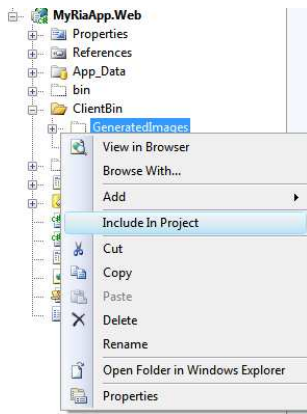 MyRiaApp.Web
Properties
References
App_Data
bin
ClientBin
GeneratedImages
View in Browser
Browse With...
Add
Include In Project
Cut
Copy
Paste
Delete
Rename
Open Folder in Windows Explorer
Properties